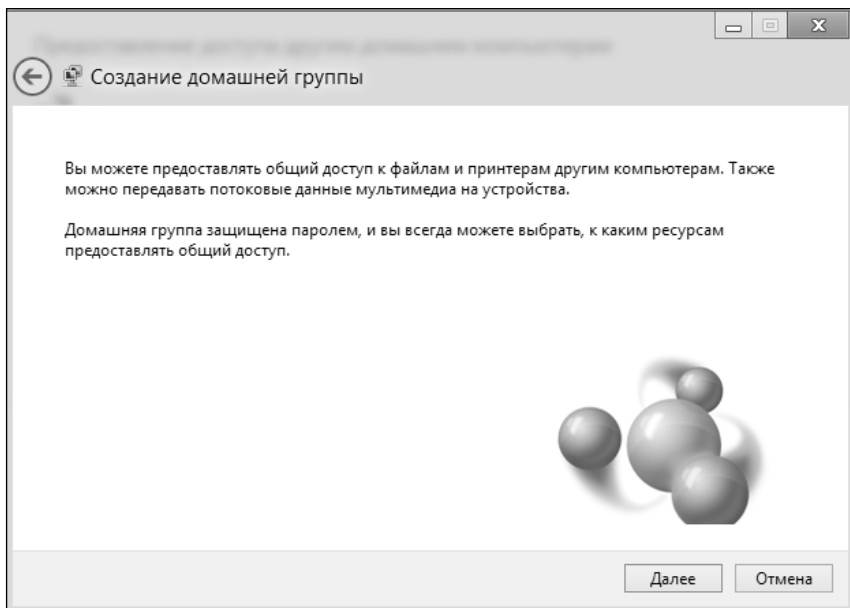 Создание домашней группы
Вы можете предоставлять общий доступ к файлам и принтерам другим компьютерам. Также
можно передавать потоковые данные мультимедиа на устройства.
Домашняя группа защищена паролем, и вы всегда можете выбрать, к каким ресурсам
предоставлять общий доступ.
Далее
Отмена